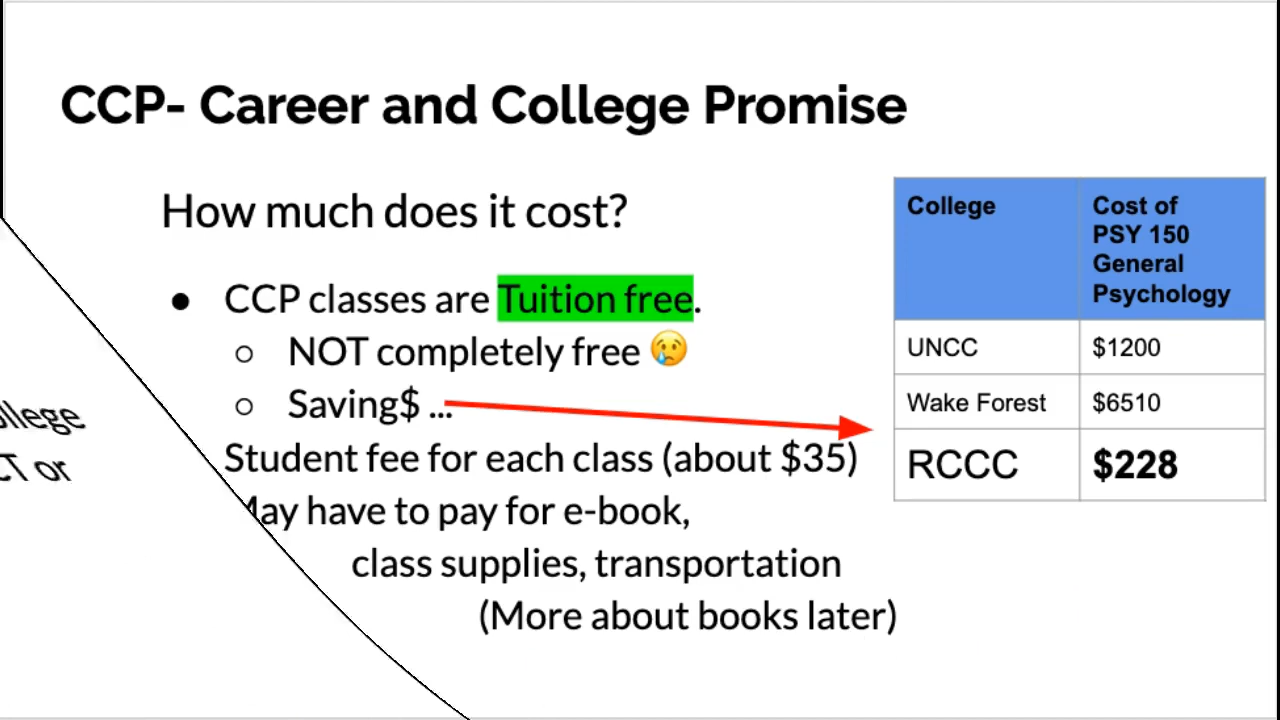 CCP- Career and College Promise
How much does it cost?
● CCP classes are Tuition free.
○ NOT completely free 😢
○ Saving$ ...
Student fee for each class (about $35)
May have to pay for e-book,
class supplies, transportation
(More about books later)
College
Cost of
PSY 150
General
Psychology
UNCC $1200
Wake Forest $6510
RCCC $228
or